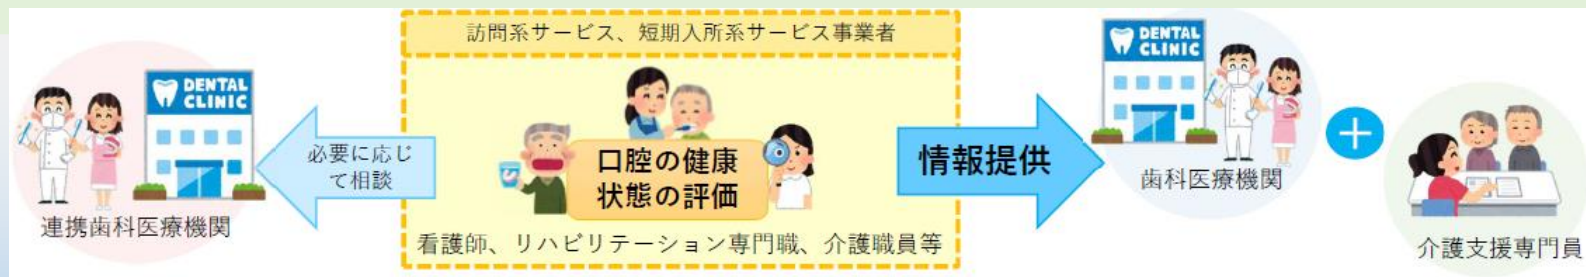 訪問系サービス、短期入所系サービス事業者
DENTAL
CLINIC
連携歯科医療機関
必要に応じ
て相談
口腔の健康
状態の評価
看護師、リハビリテーション専門職、介護職員等
情報提供
DENTAL
CLINIC
歯科医療機関
+
介護支援専門員